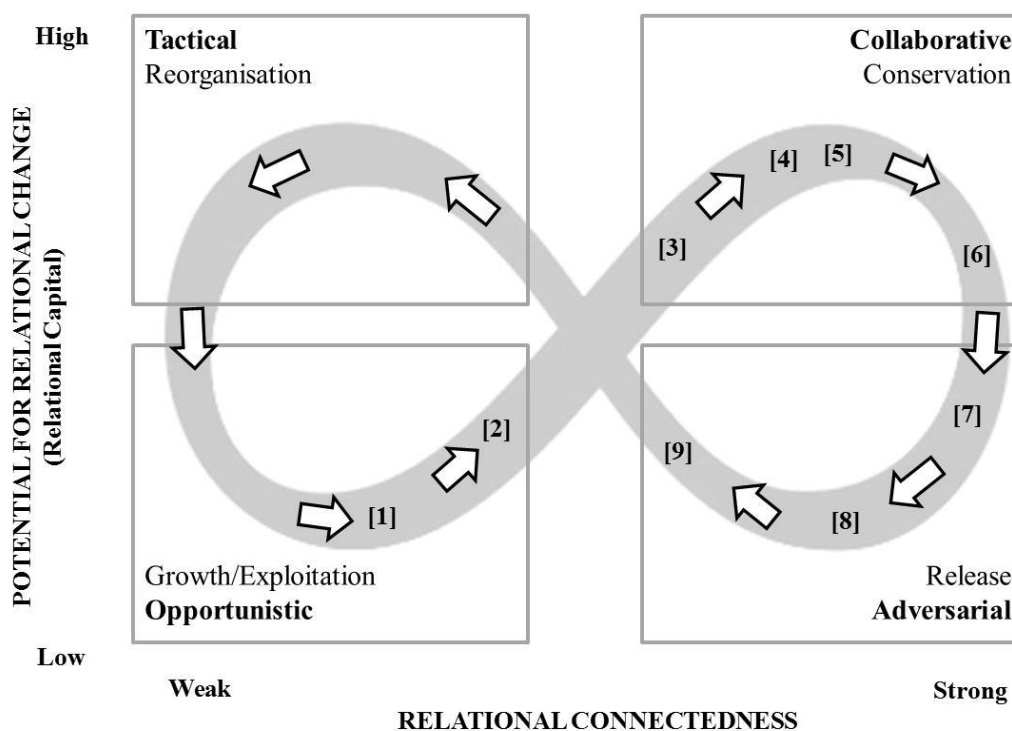 High
Tactical
Reorganisation
Collaborative
Conservation
POTENTIAL FOR RELATIONAL CHANGE
(Relational Capital)
[4] [5]
[3]
[6]
[7]
[2]
[9]
[1]
[8]
Growth/Exploitation
Opportunistic
Release
Adversarial
Low
Weak
Strong
RELATIONAL CONNECTEDNESS